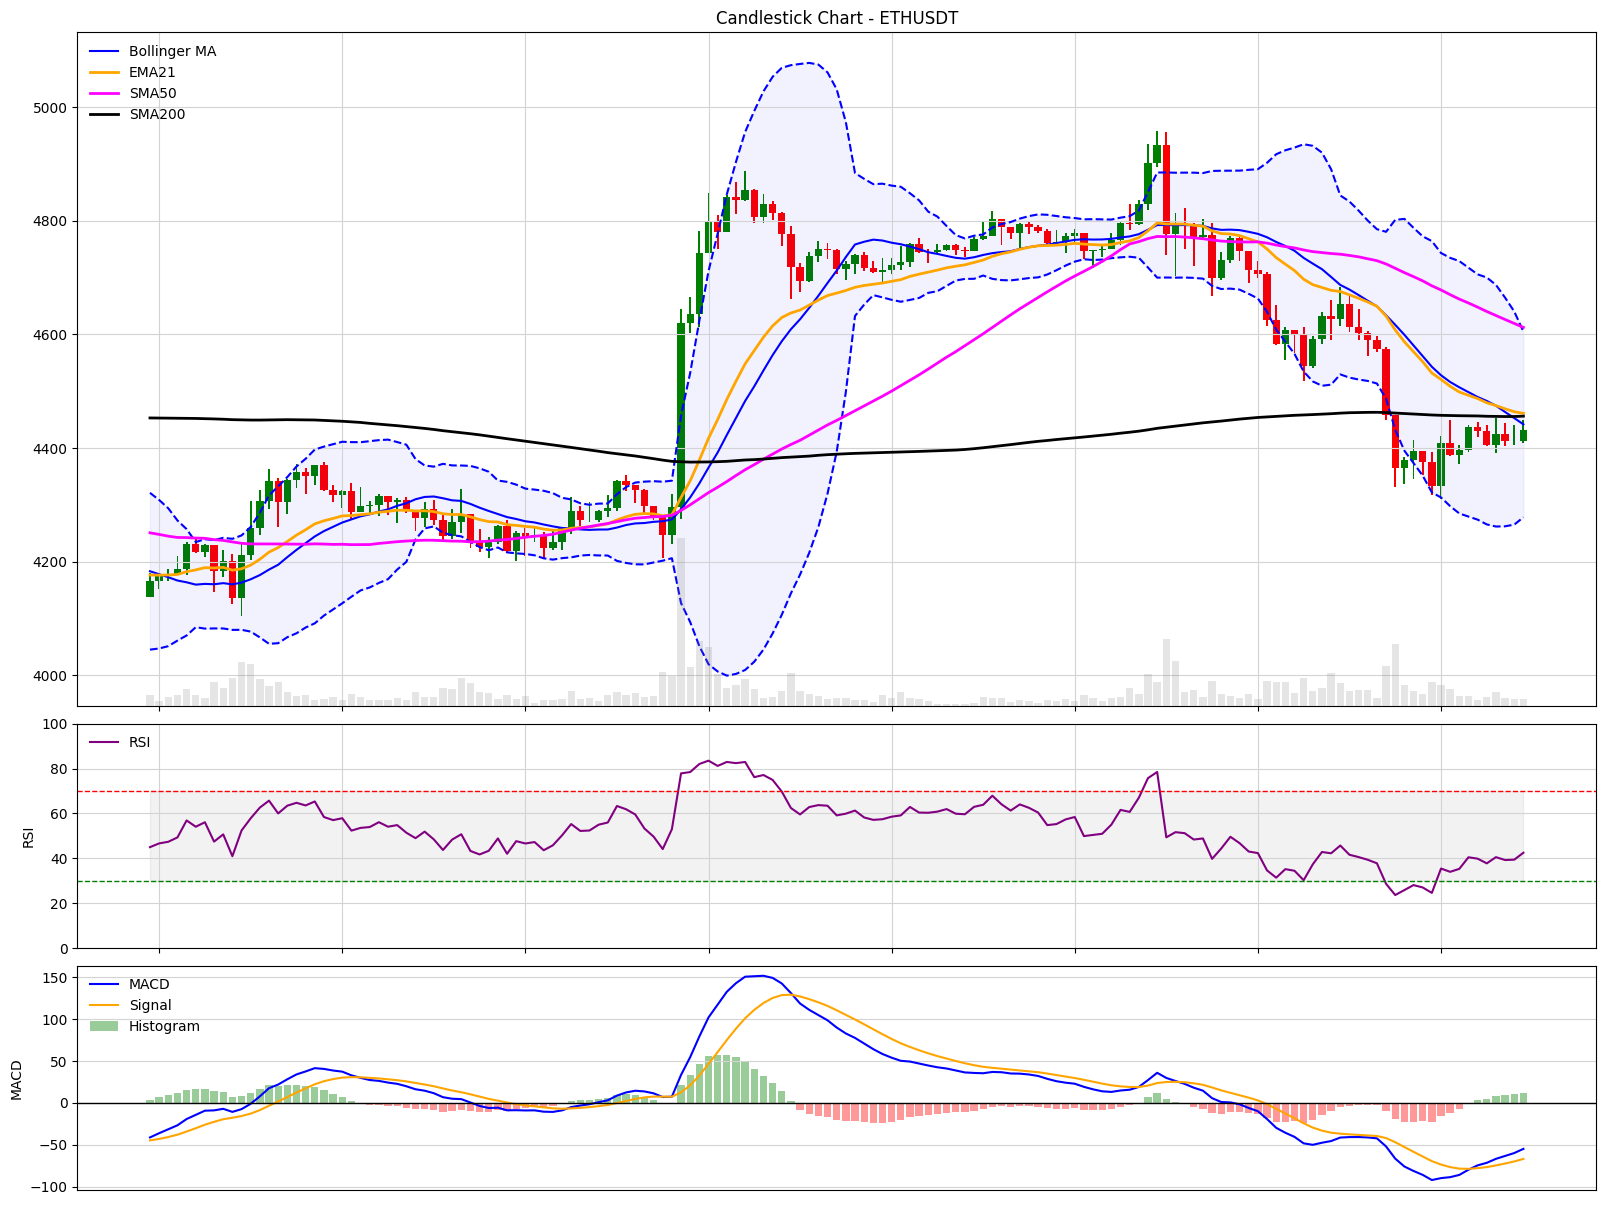 Candlestick Chart - ETHUSDT
Bollinger MA
EMA21
SMA50
SMA200
5000
4800
4600
4400
4200
4000
100
80
60
40
20
0
RSI
RSI
150
100
50
0
−50
−100
MACD
MACD
Signal
Histogram